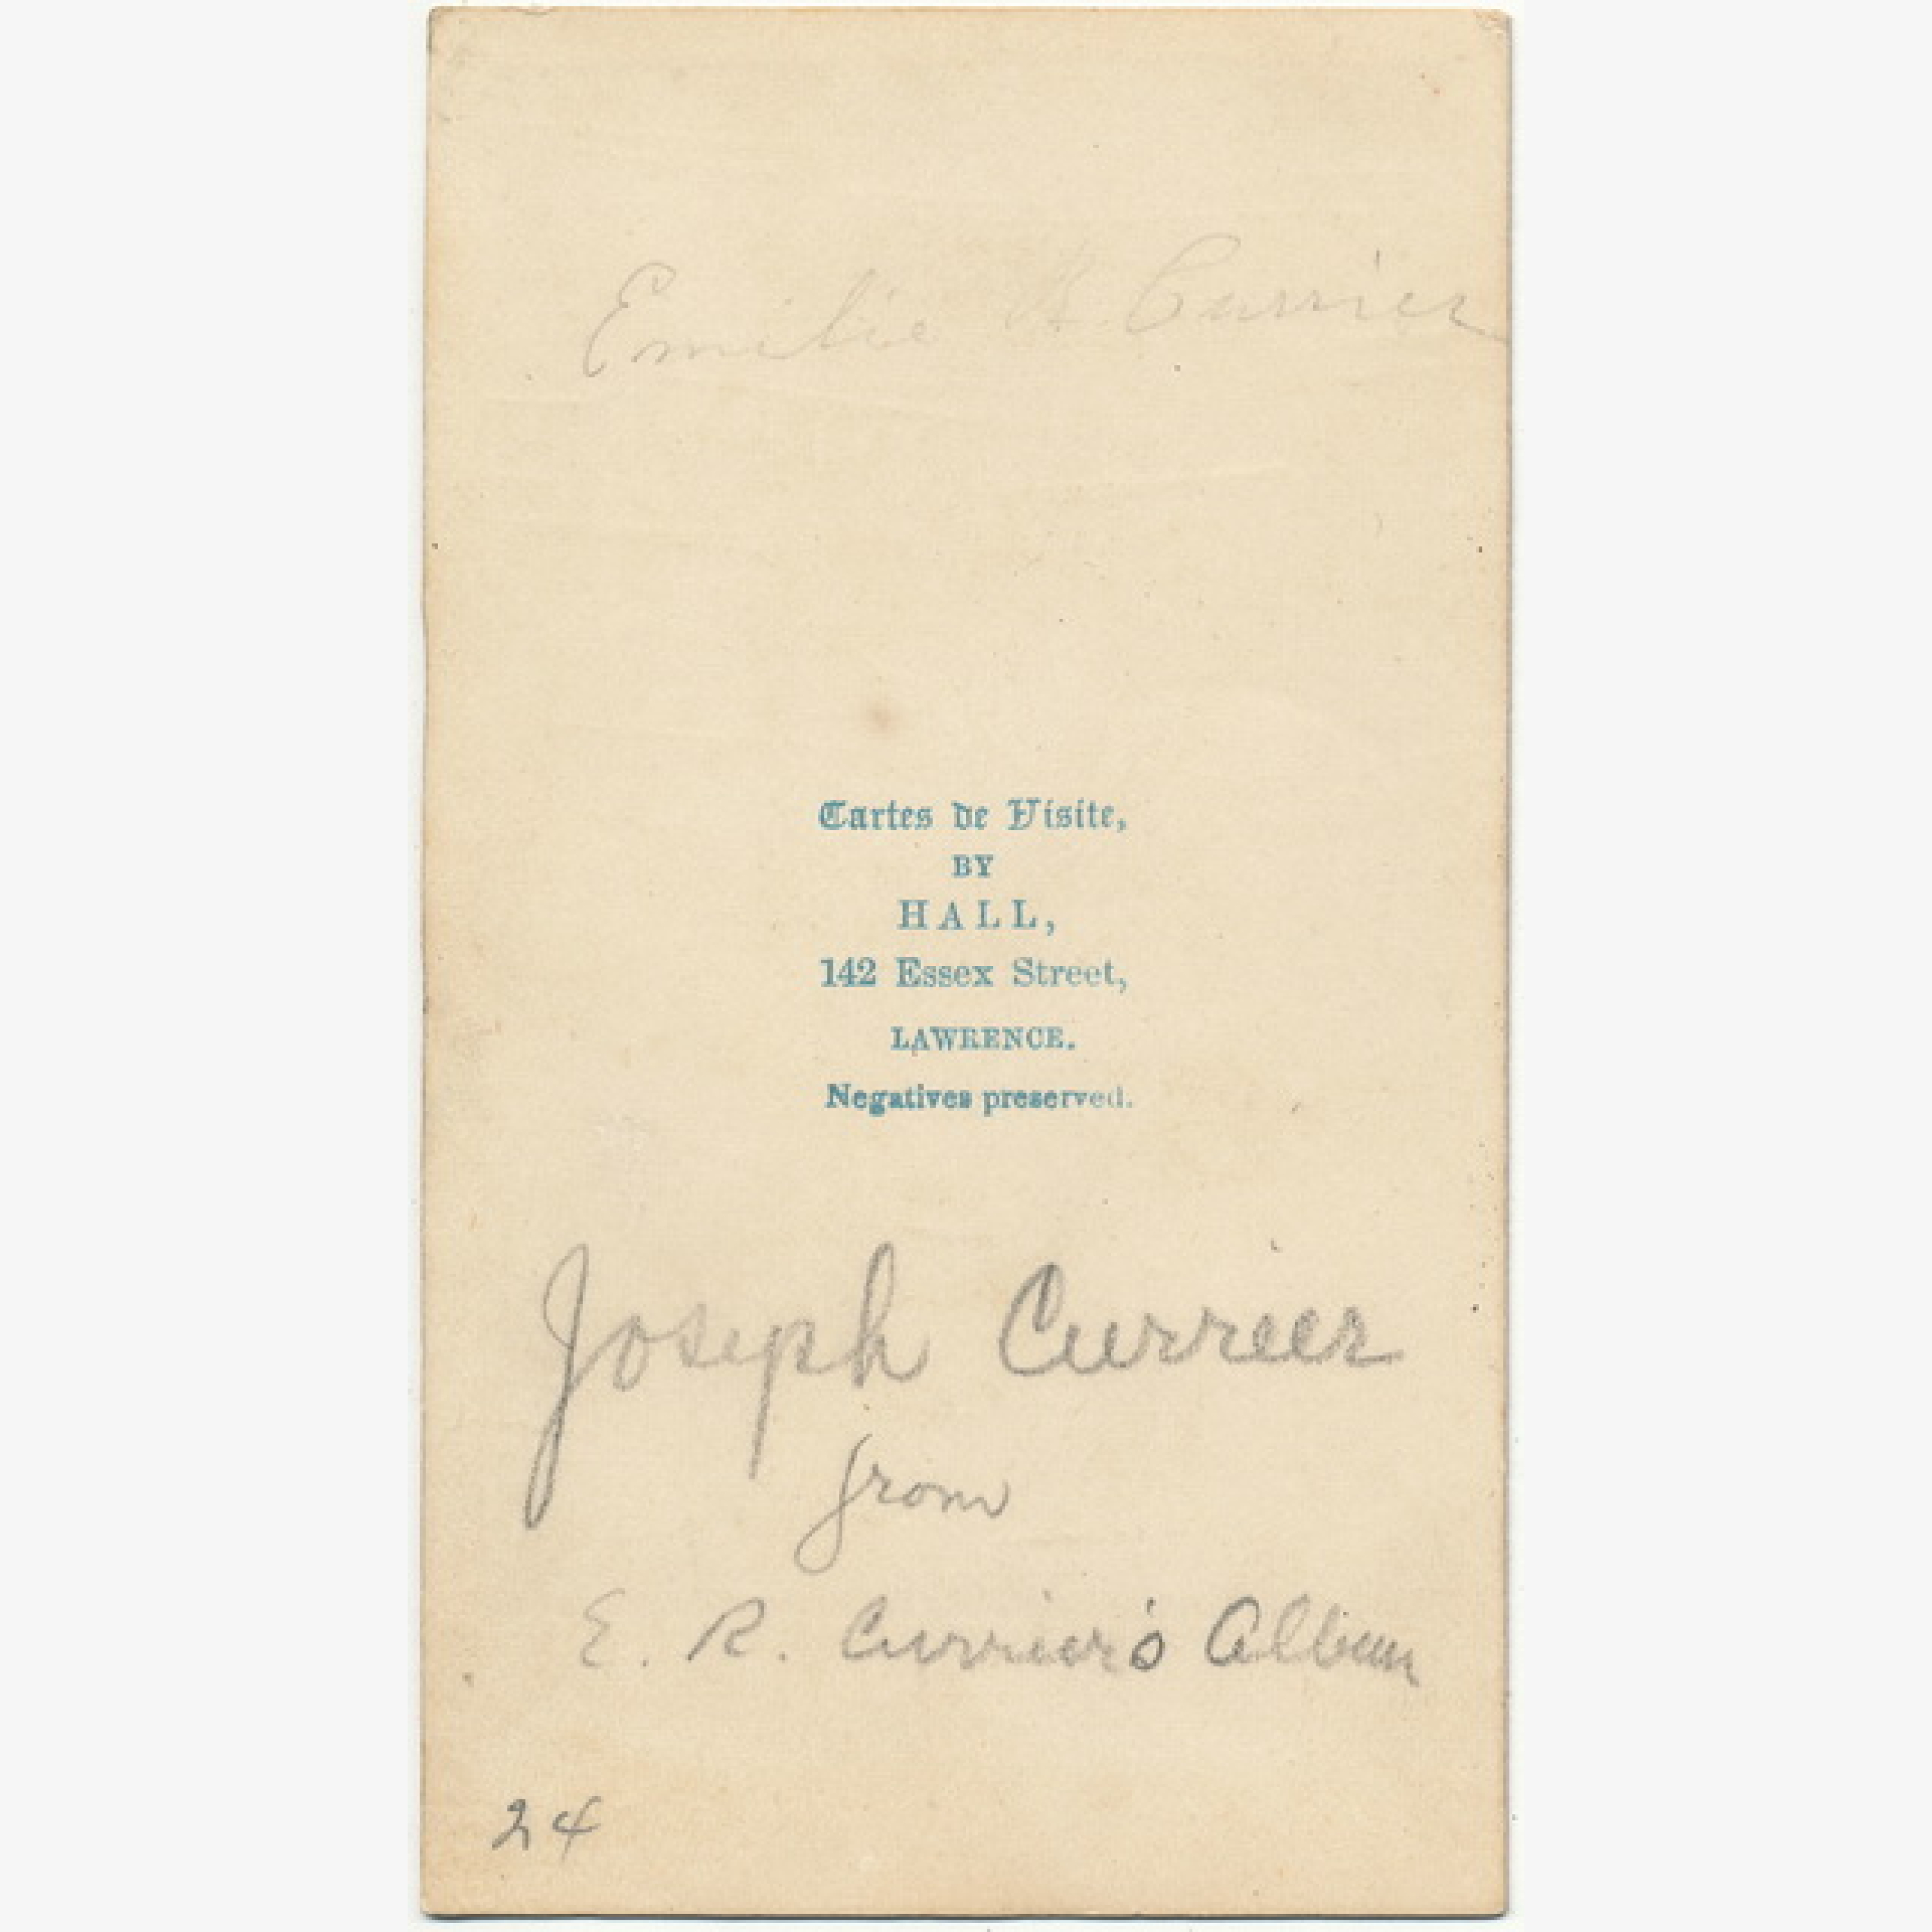 Emilie R. Currier
Cartes de Visite,
BY
HALL,
142 Essex Street,
LAWRENCE.
Negatives preserved.
Joseph Currier
from
E. R. Currier's Album
24